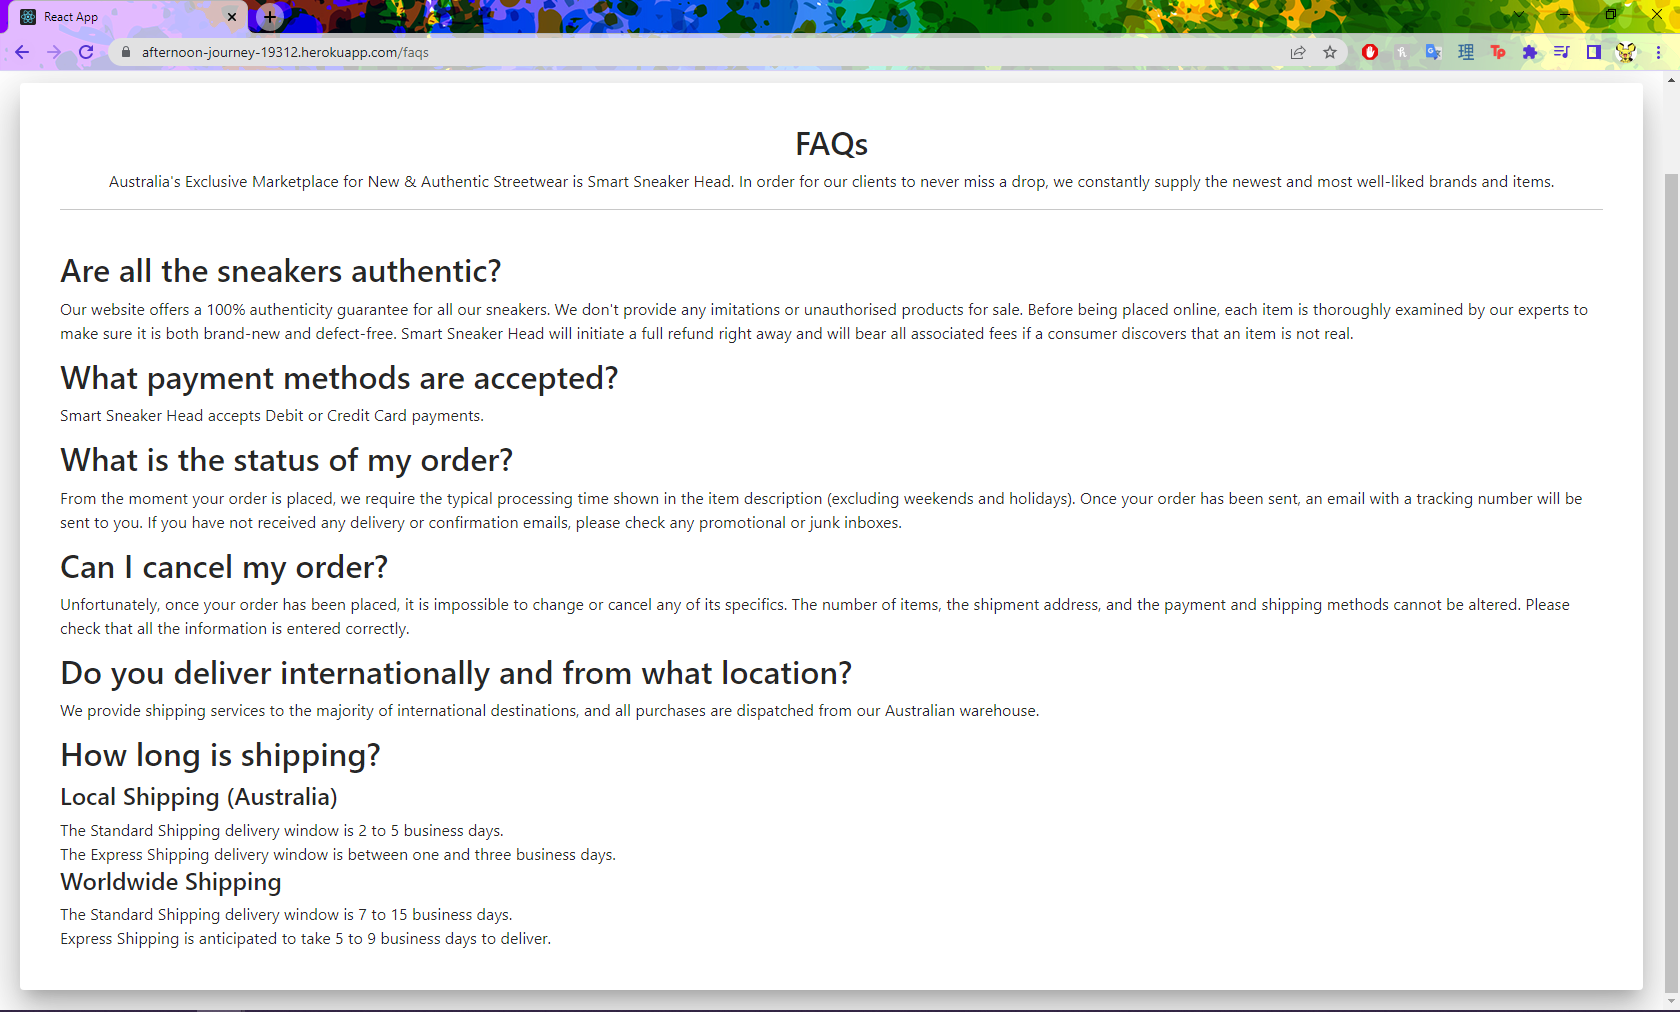 React App
afternoon-journey-19312.herokuapp.com/faqs
理
Tp
FAQs
Australia's Exclusive Marketplace for New & Authentic Streetwear is Smart Sneaker Head. In order for our clients to never miss a drop, we constantly supply the newest and most well-liked brands and items.
Are all the sneakers authentic?
Our website offers a 100% authenticity guarantee for all our sneakers. We don't provide any imitations or unauthorised products for sale. Before being placed online, each item is thoroughly examined by our experts to
make sure it is both brand-new and defect-free. Smart Sneaker Head will initiate a full refund right away and will bear all associated fees if a consumer discovers that an item is not real.
What payment methods are accepted?
Smart Sneaker Head accepts Debit or Credit Card payments.
What is the status of my order?
From the moment your order is placed, we require the typical processing time shown in the item description (excluding weekends and holidays). Once your order has been sent, an email with a tracking number will be
sent to you. If you have not received any delivery or confirmation emails, please check any promotional or junk inboxes.
Can I cancel my order?
Unfortunately, once your order has been placed, it is impossible to change or cancel any of its specifics. The number of items, the shipment address, and the payment and shipping methods cannot be altered. Please
check that all the information is entered correctly.
Do you deliver internationally and from what location?
We provide shipping services to the majority of international destinations, and all purchases are dispatched from our Australian warehouse.
How long is shipping?
Local Shipping (Australia)
The Standard Shipping delivery window is 2 to 5 business days.
The Express Shipping delivery window is between one and three business days.
Worldwide Shipping
The Standard Shipping delivery window is 7 to 15 business days.
Express Shipping is anticipated to take 5 to 9 business days to deliver.